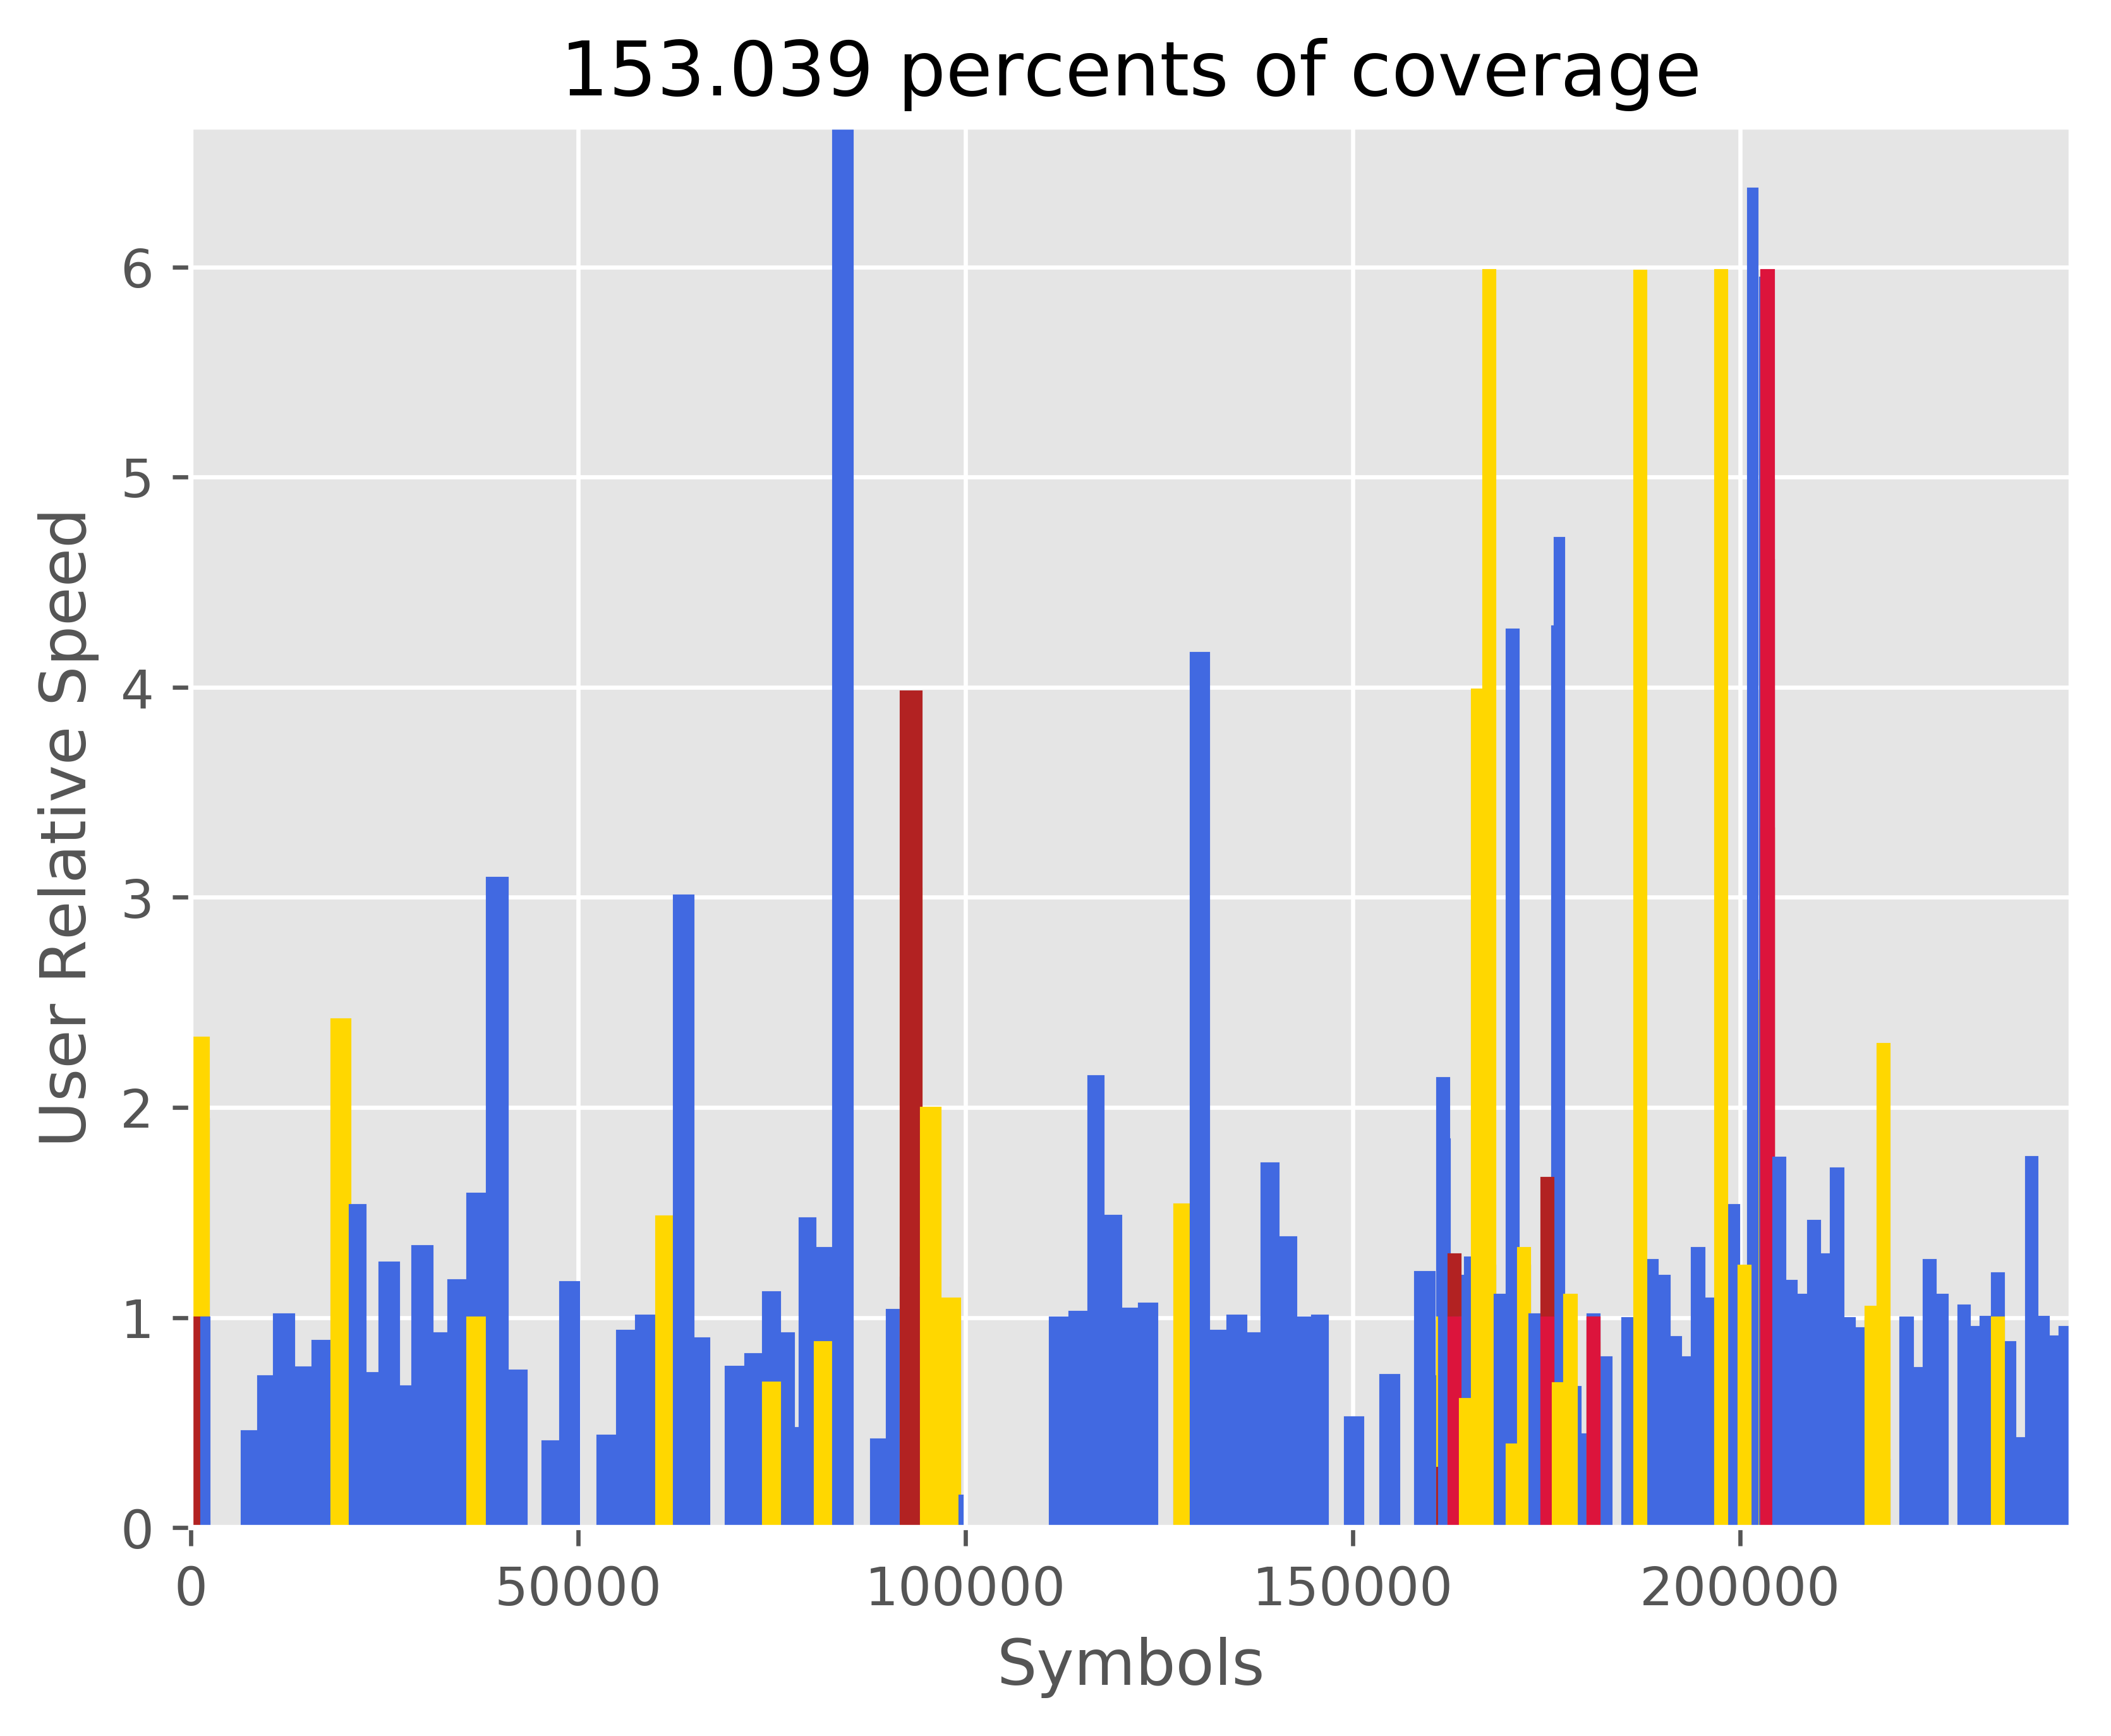 153.039 percents of coverage
User Relative Speed
6
5
4
3
2
1
0
0 50000 100000 150000 200000
Symbols